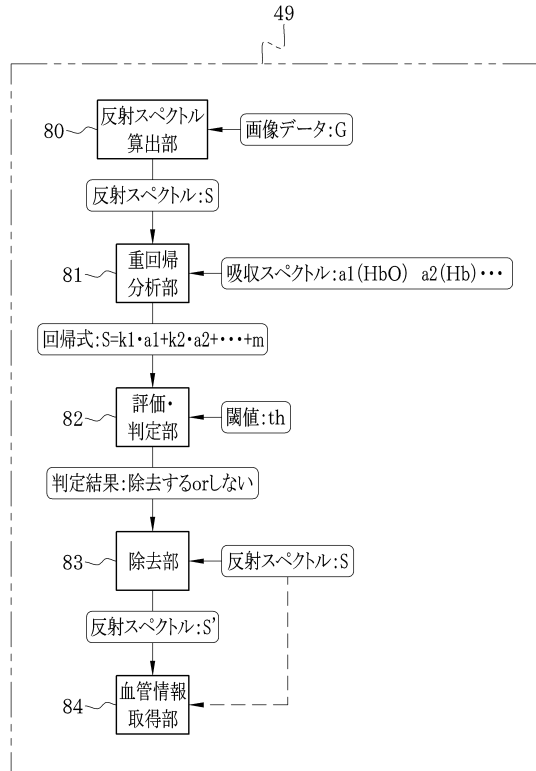 49
反射スペクトル
算出部
80
画像データ:G
反射スペクトル:S
重回帰
分析部
81
吸収スペクトル:a1(HbO) a2(Hb)･･･
回帰式:S=k1･a1+k2･a2+･･･+m
評価･
判定部
82
閾値:th
判定結果:除去するorしない
除去部
83
反射スペクトル:S
反射スペクトル:S'
血管情報
取得部
84